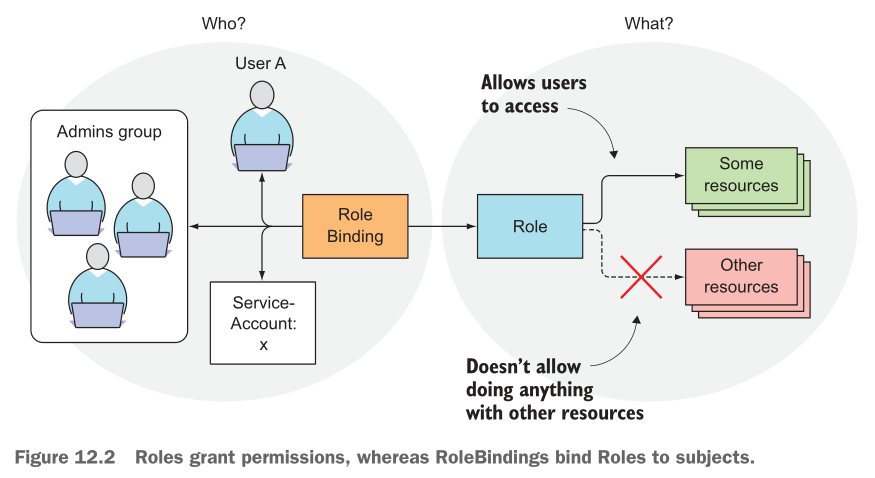 Who?
What?
User A
Admins group
Allows users
to access
Some
resources
Role
Binding
Role
Other
resources
Service-
Account:
x
Doesn’t allow
doing anything
with other resources
Figure 12.2 Roles grant permissions, whereas RoleBindings bind Roles to subjects.